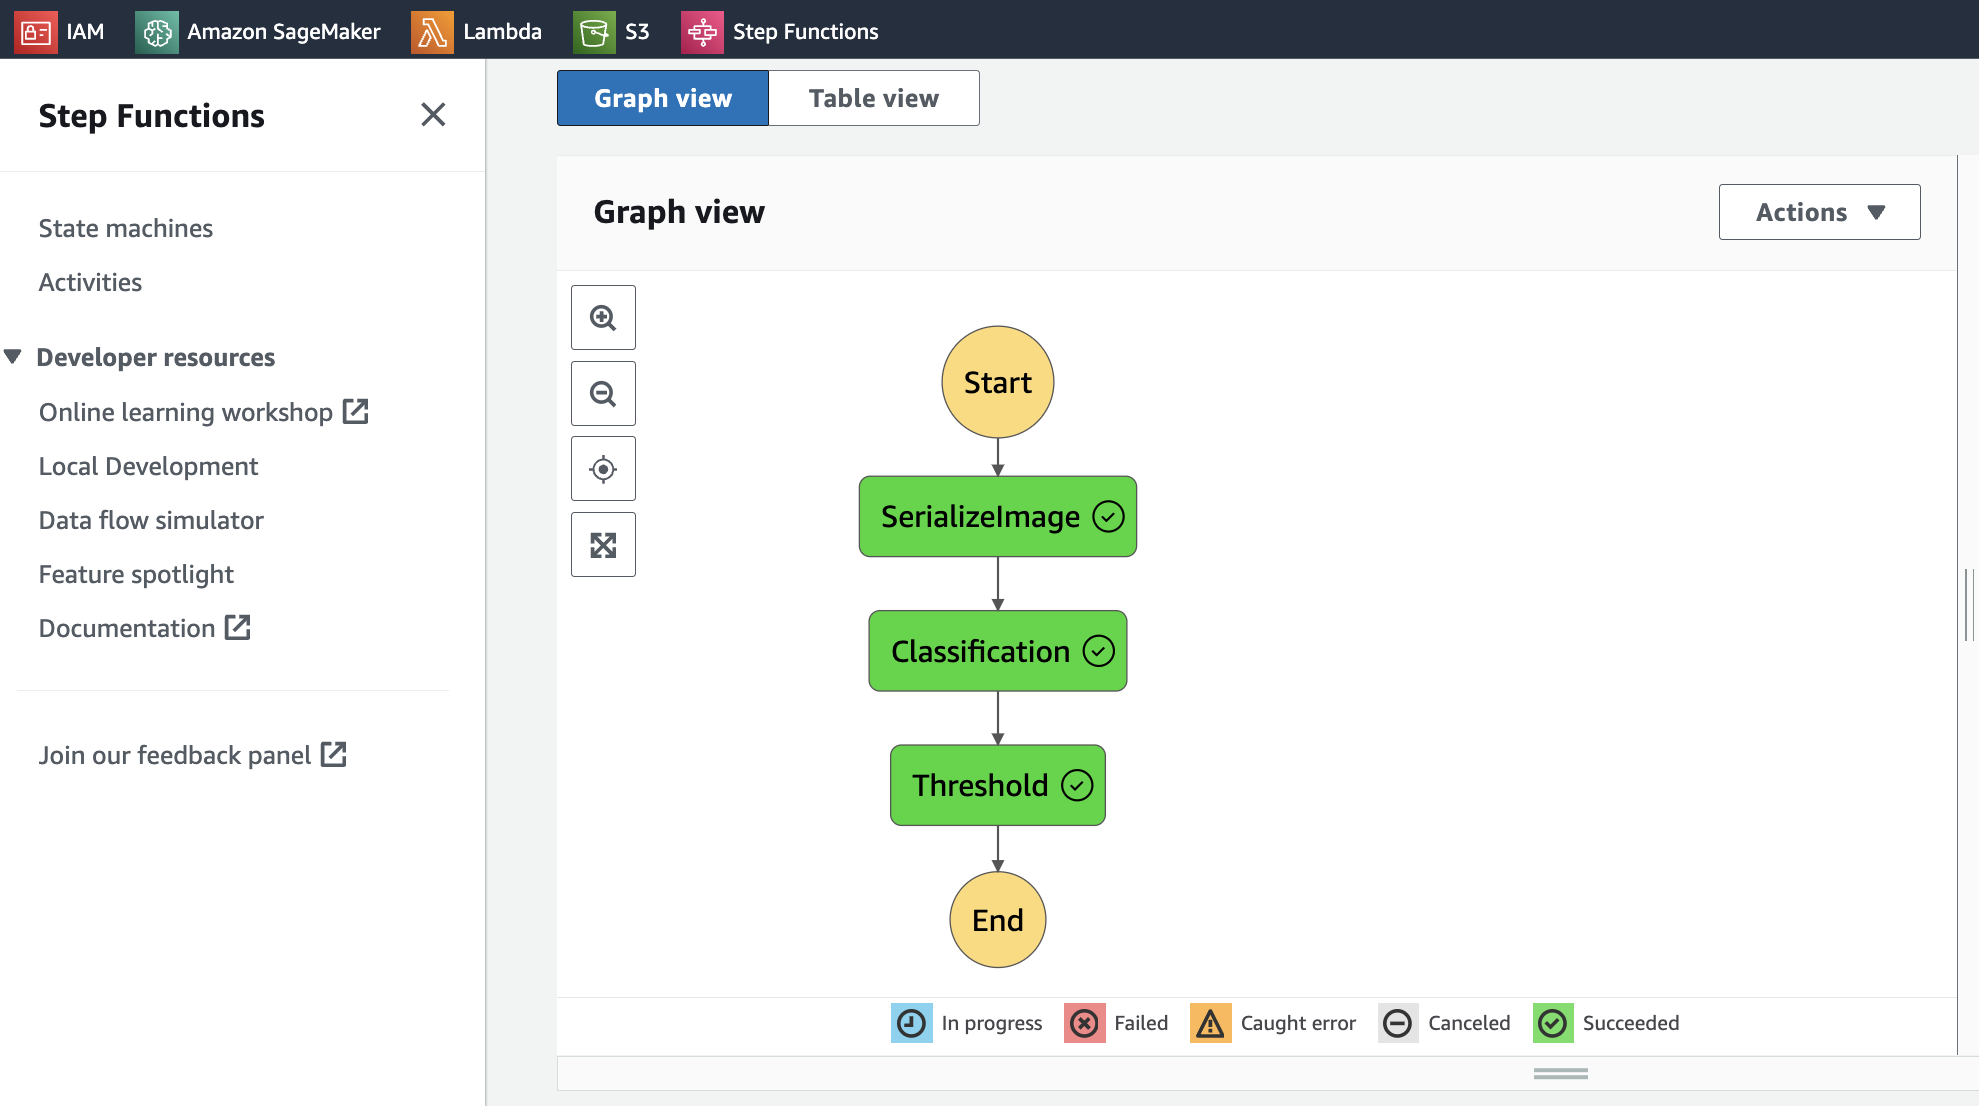 IAM
Amazon SageMaker
Lambda
S3
Step Functions
Step Functions
State machines
Activities
Developer resources
Online learning workshop
Local Development
Data flow simulator
Feature spotlight
Documentation
Join our feedback panel
Graph view
Table view
Graph view
Actions
Start
SerializeImage
Classification
Threshold
End
In progress
Failed
Caught error
Canceled
Succeeded